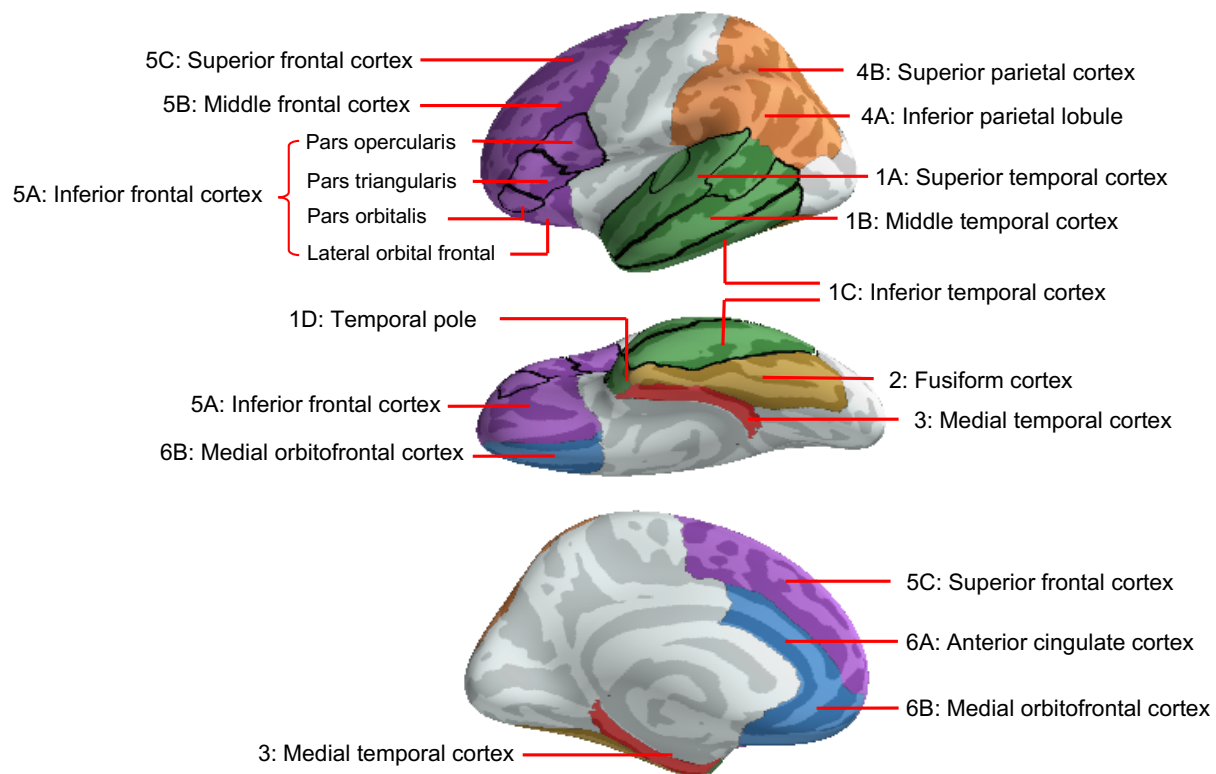 5C: Superior frontal cortex
4B: Superior parietal cortex
5B: Middle frontal cortex
4A: Inferior parietal lobule
Pars opercularis
5A: Inferior frontal cortex
Pars triangularis
1A: Superior temporal cortex
Pars orbitalis
1B: Middle temporal cortex
Lateral orbital frontal
1C: Inferior temporal cortex
1D: Temporal pole
2: Fusiform cortex
5A: Inferior frontal cortex
3: Medial temporal cortex
6B: Medial orbitofrontal cortex
5C: Superior frontal cortex
6A: Anterior cingulate cortex
6B: Medial orbitofrontal cortex
3: Medial temporal cortex